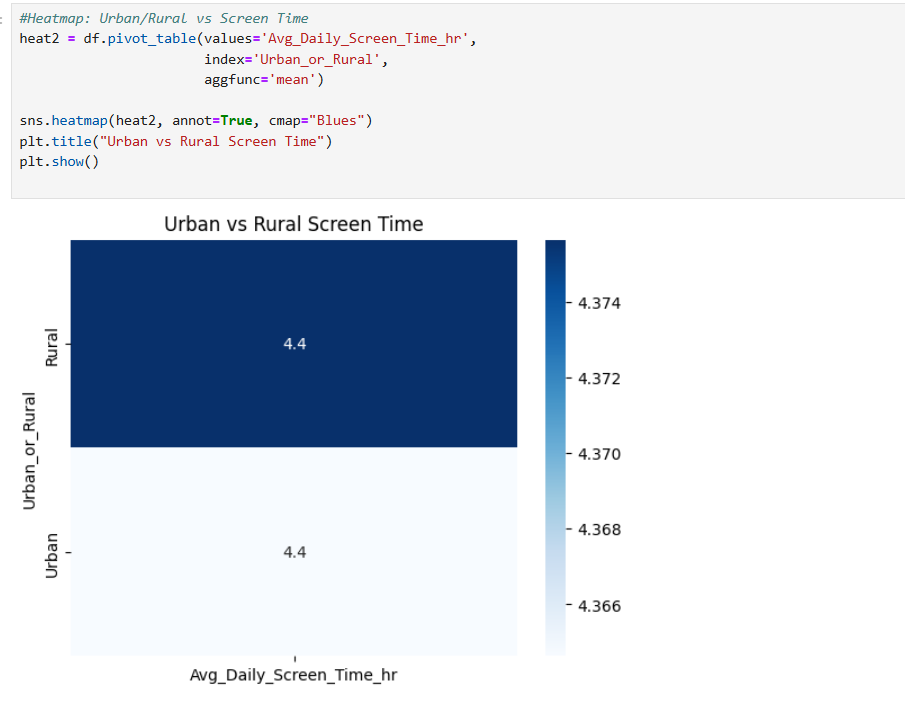 :
#Heatmap: Urban/Rural vs Screen Time
heat2 = df.pivot_table(values='Avg_Daily_Screen_Time_hr',
                       index='Urban_or_Rural',
                       aggfunc='mean')
sns.heatmap(heat2, annot=True, cmap="Blues")
plt.title("Urban vs Rural Screen Time")
plt.show()
Urban vs Rural Screen Time
Urban_or_Rural
Rural
4.4
Urban
4.4
Avg_Daily_Screen_Time_hr
4.374
4.372
4.370
4.368
4.366